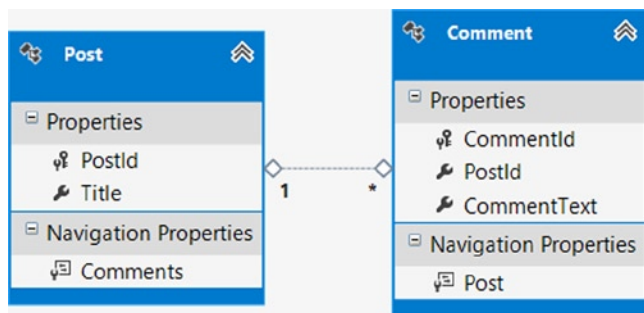 Post
Properties
PostId
Title
Navigation Properties
Comments
1
*
Comment
Properties
CommentId
PostId
CommentText
Navigation Properties
Post